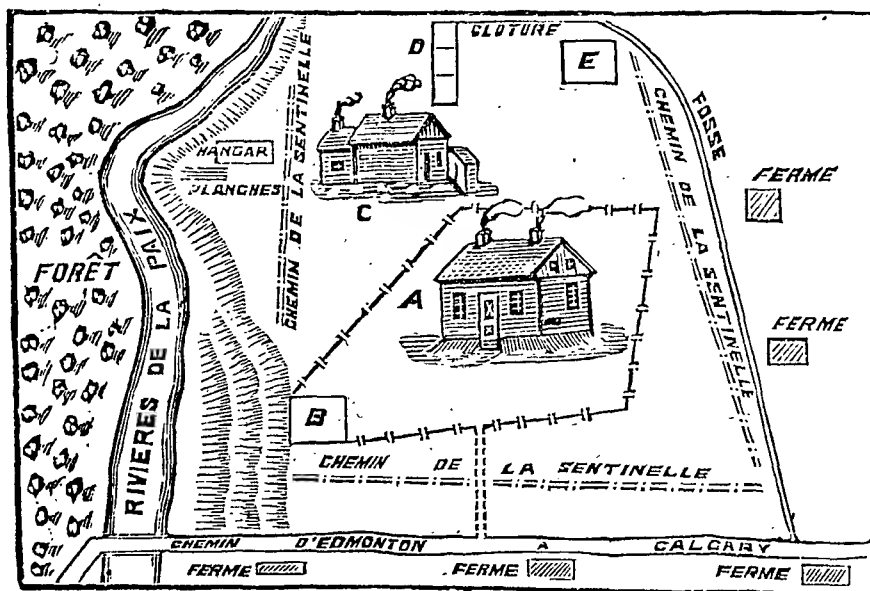 D
CLOTURE
E
FOSSE
CHEMIN DE LA SENTINELLE
CHEMIN DE LA SENTINELLE
HANGAR
PLANCHES
FERME
C
FORÊT
RIVIERES DE LA PAIX
A
FERME
B
CHEMIN DE LA SENTINELLE
CHEMIN D'EDMONTON A CALGARY
FERME
FERME
FERME